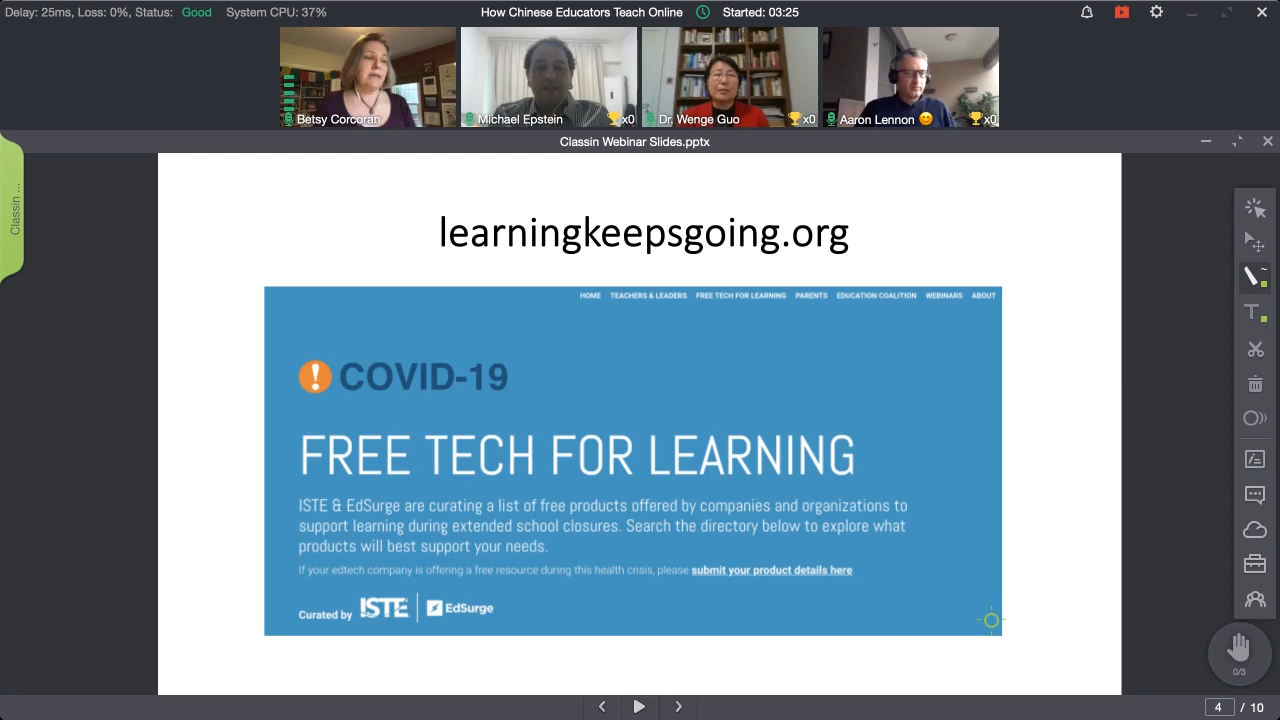 Delay: 25ms, Loss: 0%, Status: Good System CPU: 37% How Chinese Educators Teach Online Started: 03:25
Betsy Corcoran Michael Epstein x0 Dr. Wenge Guo x0 Aaron Lennon x0
Classin Webinar Slides.pptx
Classin ...
learningkeepsgoing.org
HOME TEACHERS & LEADERS FREE TECH FOR LEARNING PARENTS EDUCATION COALITION WEBINARS ABOUT
! COVID-19
FREE TECH FOR LEARNING
ISTE & EdSurge are curating a list of free products offered by companies and organizations to
support learning during extended school closures. Search the directory below to explore what
products will best support your needs.
If your edtech company is offering a free resource during this health crisis, please submit your product details here
Curated by ISTE | EdSurge
0/3
4 / 10